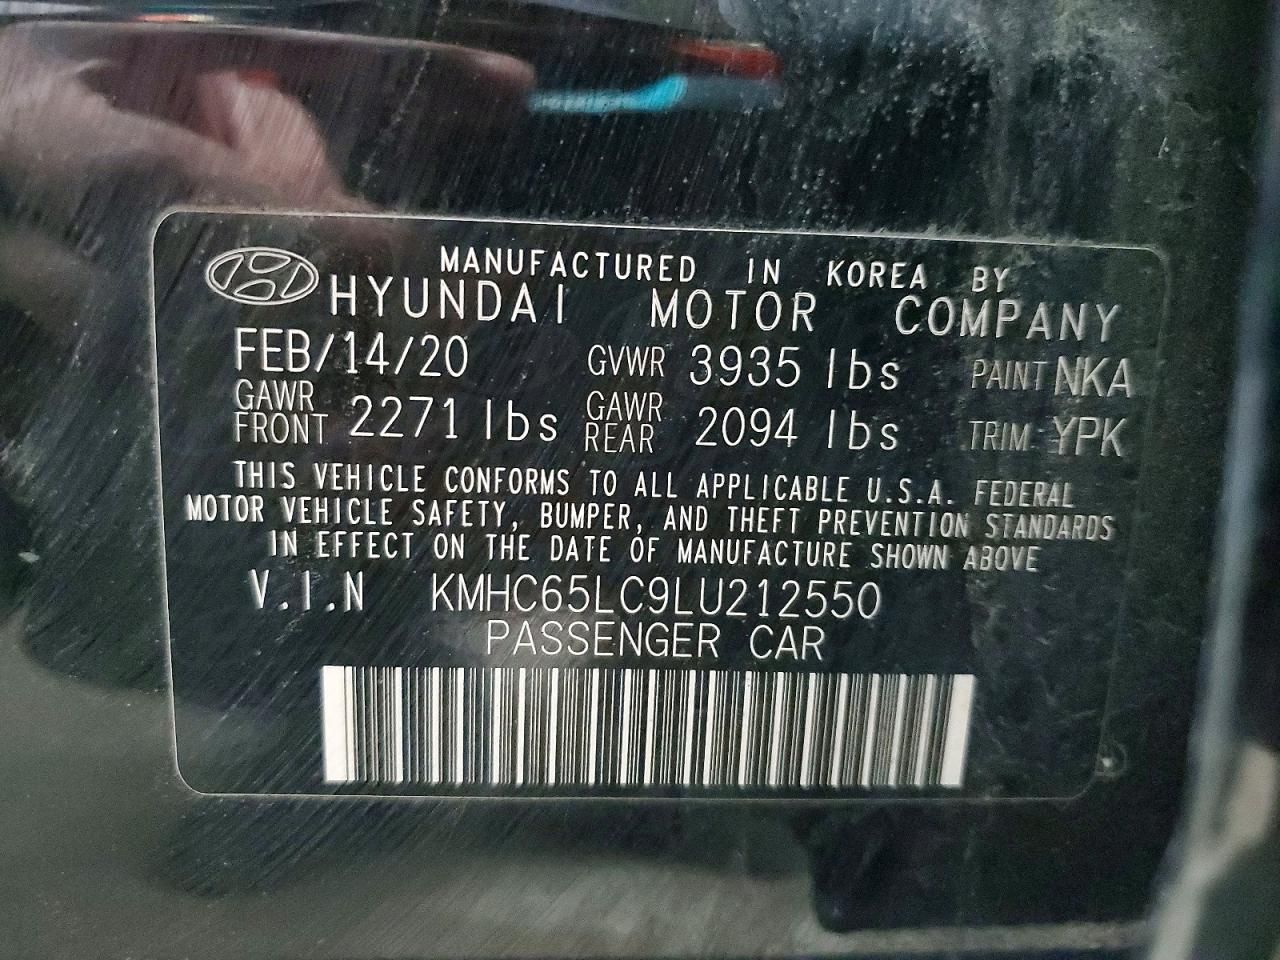 MANUFACTURED IN KOREA BY
HYUNDAI MOTOR COMPANY
FEB/14/20 GVWR 3935 lbs PAINT NKA
GAWR FRONT 2271 lbs GAWR REAR 2094 lbs TRIM YPK
THIS VEHICLE CONFORMS TO ALL APPLICABLE U.S.A. FEDERAL
MOTOR VEHICLE SAFETY, BUMPER, AND THEFT PREVENTION STANDARDS
IN EFFECT ON THE DATE OF MANUFACTURE SHOWN ABOVE
V.I.N KMHC65LC9LU212550
PASSENGER CAR